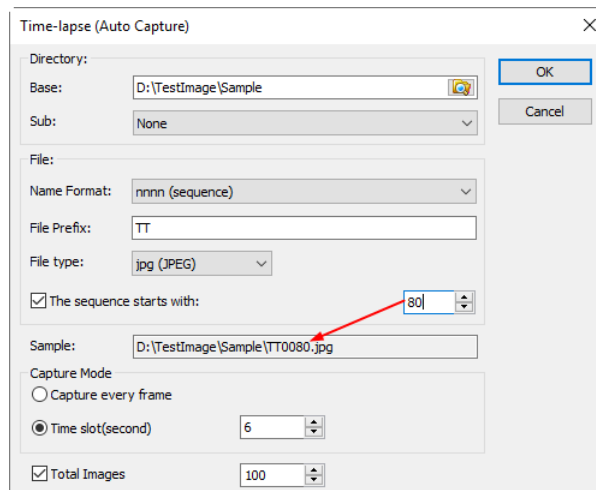 Time-lapse (Auto Capture)
Directory:
Base: D:\TestImage\Sample
OK
Sub: None
Cancel
File:
Name Format: nnnn (sequence)
File Prefix: TT
File type: jpg (JPEG)
The sequence starts with: 80
Sample: D:\TestImage\Sample\TT0080.jpg
Capture Mode
Capture every frame
Time slot(second) 6
Total Images 100